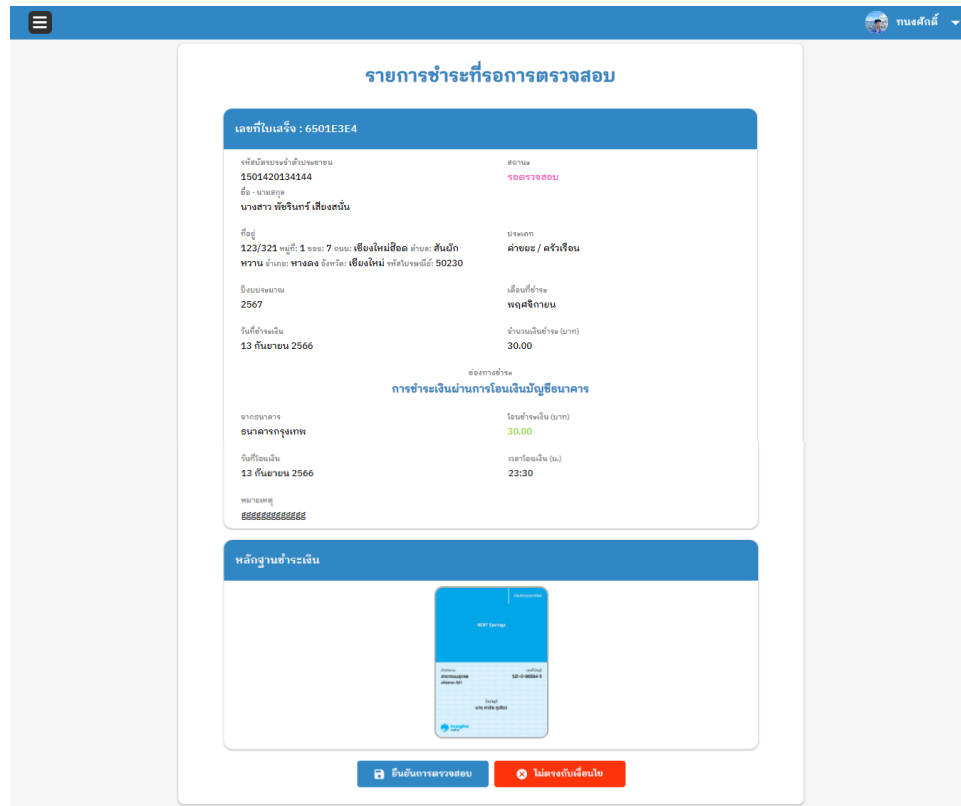 ทนงศักดิ์
รายการชำระที่รอการตรวจสอบ
เลขที่ใบเสร็จ : 6501E3E4
รหัสบัตรประจำตัวประชาชน
1501420134144
สถานะ
รอตรวจสอบ
ชื่อ - นามสกุล
นางสาว พัชรินทร์ เสียงสนั่น
ที่อยู่
123/321 หมู่ที่: 1 ซอย: 7 ถนน: เชียงใหม่ฮ็อด ตำบล: สันผัก
หวาน อำเภอ: หางดง จังหวัด: เชียงใหม่ รหัสไปรษณีย์: 50230
ประเภท
ค่าขยะ / ครัวเรือน
ปีงบประมาณ
2567
เดือนที่ชำระ
พฤศจิกายน
วันที่ชำระเงิน
13 กันยายน 2566
จำนวนเงินชำระ (บาท)
30.00
ช่องทางชำระ
การชำระเงินผ่านการโอนเงินบัญชีธนาคาร
จากธนาคาร
ธนาคารกรุงเทพ
โอนชำระเงิน (บาท)
30.00
วันที่โอนเงิน
13 กันยายน 2566
เวลาโอนเงิน (น.)
23:30
หมายเหตุ
ggggggggggggg
หลักฐานชำระเงิน
NEXT Savings
ยืนยันการตรวจสอบ
ไม่ตรงกับเงื่อนไข